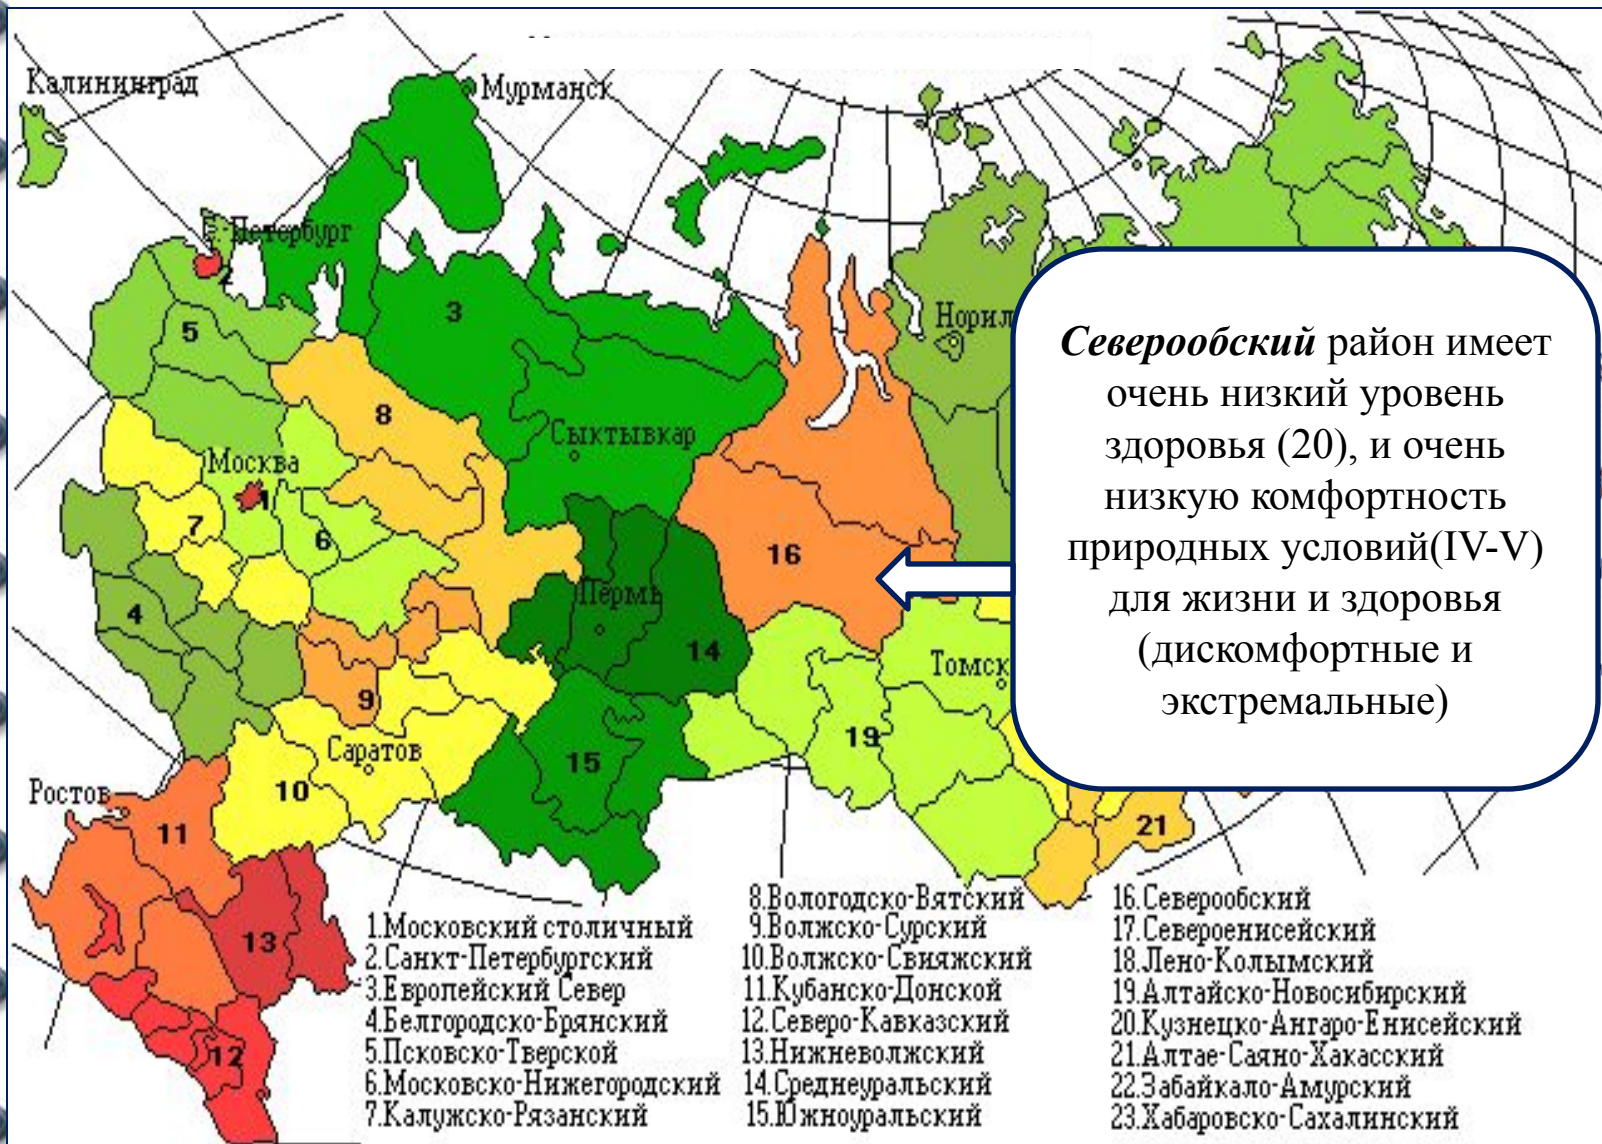 Калининград
Мурманск
Петербург
2
3
5
Норил
8
Сыктывкар
Москва
1
7
6
16
4
Пермь
14
Томск
9
19
Саратов
15
10
Ростов
11
21
13
12
Северообский район имеет
очень низкий уровень
здоровья (20), и очень
низкую комфортность
природных условий(IV-V)
для жизни и здоровья
(дискомфортные и
экстремальные)
1.Московский столичный
2.Санкт-Петербургский
3.Европейский Север
4.Белгородско-Брянский
5.Псковско-Тверской
6.Московско-Нижегородский
7.Калужско-Рязанский
8.Вологодско-Вятский
9.Волжско-Сурский
10.Волжско-Свияжский
11.Кубанско-Донской
12.Северо-Кавказский
13.Нижневолжский
14.Среднеуральский
15.Южноуральский
16.Северообский
17.Североенисейский
18.Лено-Колымский
19.Алтайско-Новосибирский
20.Кузнецко-Ангаро-Енисейский
21.Алтае-Саяно-Хакасский
22.Забайкало-Амурский
23.Хабаровско-Сахалинский